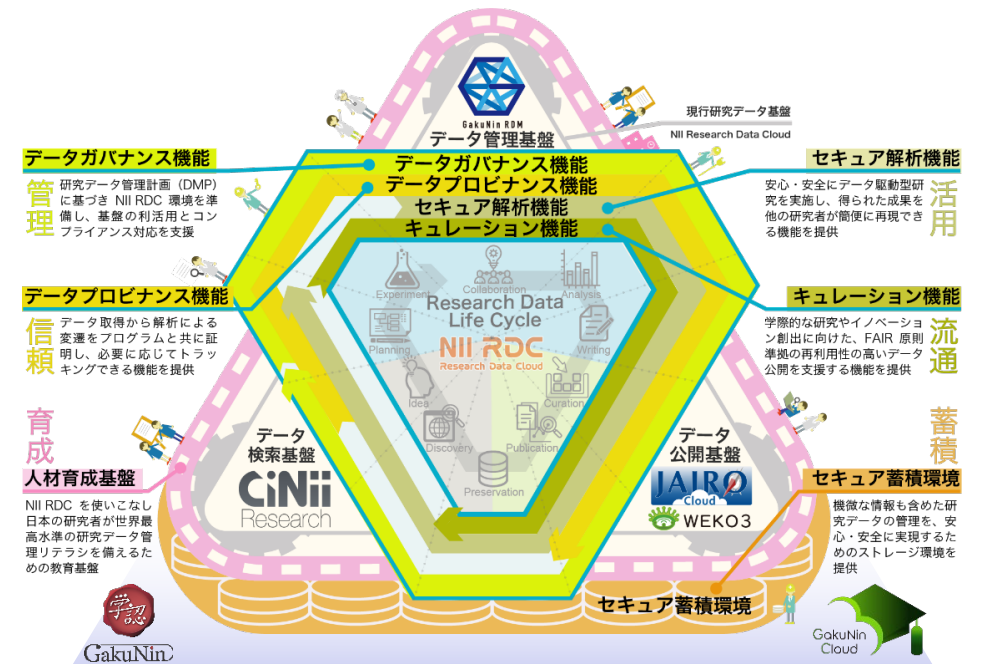 GakuNin RDM
データ管理基盤
現行研究データ基盤
NII Research Data Cloud
データガバナンス機能
管理
研究データ管理計画（DMP）
に基づき NII RDC 環境を準
備し、基盤の利活用とコン
プライアンス対応を支援
データガバナンス機能
データプロビナンス機能
セキュア解析機能
キュレーション機能
セキュア解析機能
活用
安心・安全にデータ駆動型研
究を実施し、得られた成果を
他の研究者が簡便に再現でき
る機能を提供
データプロビナンス機能
信頼
データ取得から解析による
変遷をプログラムと共に証
明し、必要に応じてトラッ
キングできる機能を提供
Experiment
Collaboration
Analysis
Research Data
Life Cycle
Planning
Writing
NII RDC
Research Data Cloud
Idea
Curation
Discovery
Publication
Preservation
キュレーション機能
流通
学際的な研究やイノベーショ
ン創出に向けた、FAIR 原則
準拠の再利用性の高いデータ
公開を支援する機能を提供
育成
人材育成基盤
NII RDC を使いこなし
日本の研究者が世界最
高水準の研究データ管
理リテラシを備えるた
めの教育基盤
データ
検索基盤
CiNii
Research
データ
公開基盤
JAIRO
Cloud
WEKO3
蓄積
セキュア蓄積環境
機微な情報も含めた研
究データの管理を、安
心・安全に実現するた
めのストレージ環境を
提供
セキュア蓄積環境
学認
GakuNin
GakuNin
Cloud